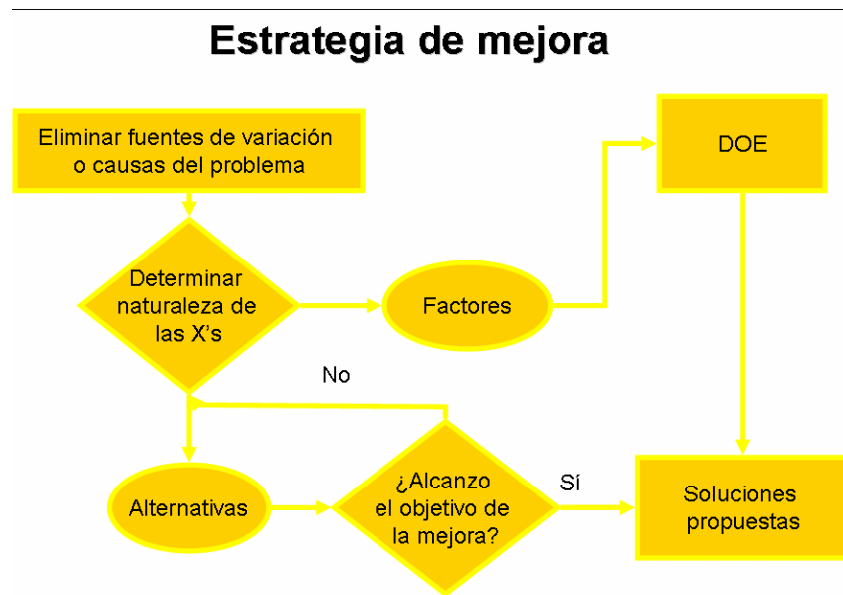 Estrategia de mejora
Eliminar fuentes de variación
o causas del problema
DOE
Determinar
naturaleza de
las X's
Factores
No
Alternativas
¿Alcanzo
el objetivo de
la mejora?
Sí
Soluciones
propuestas